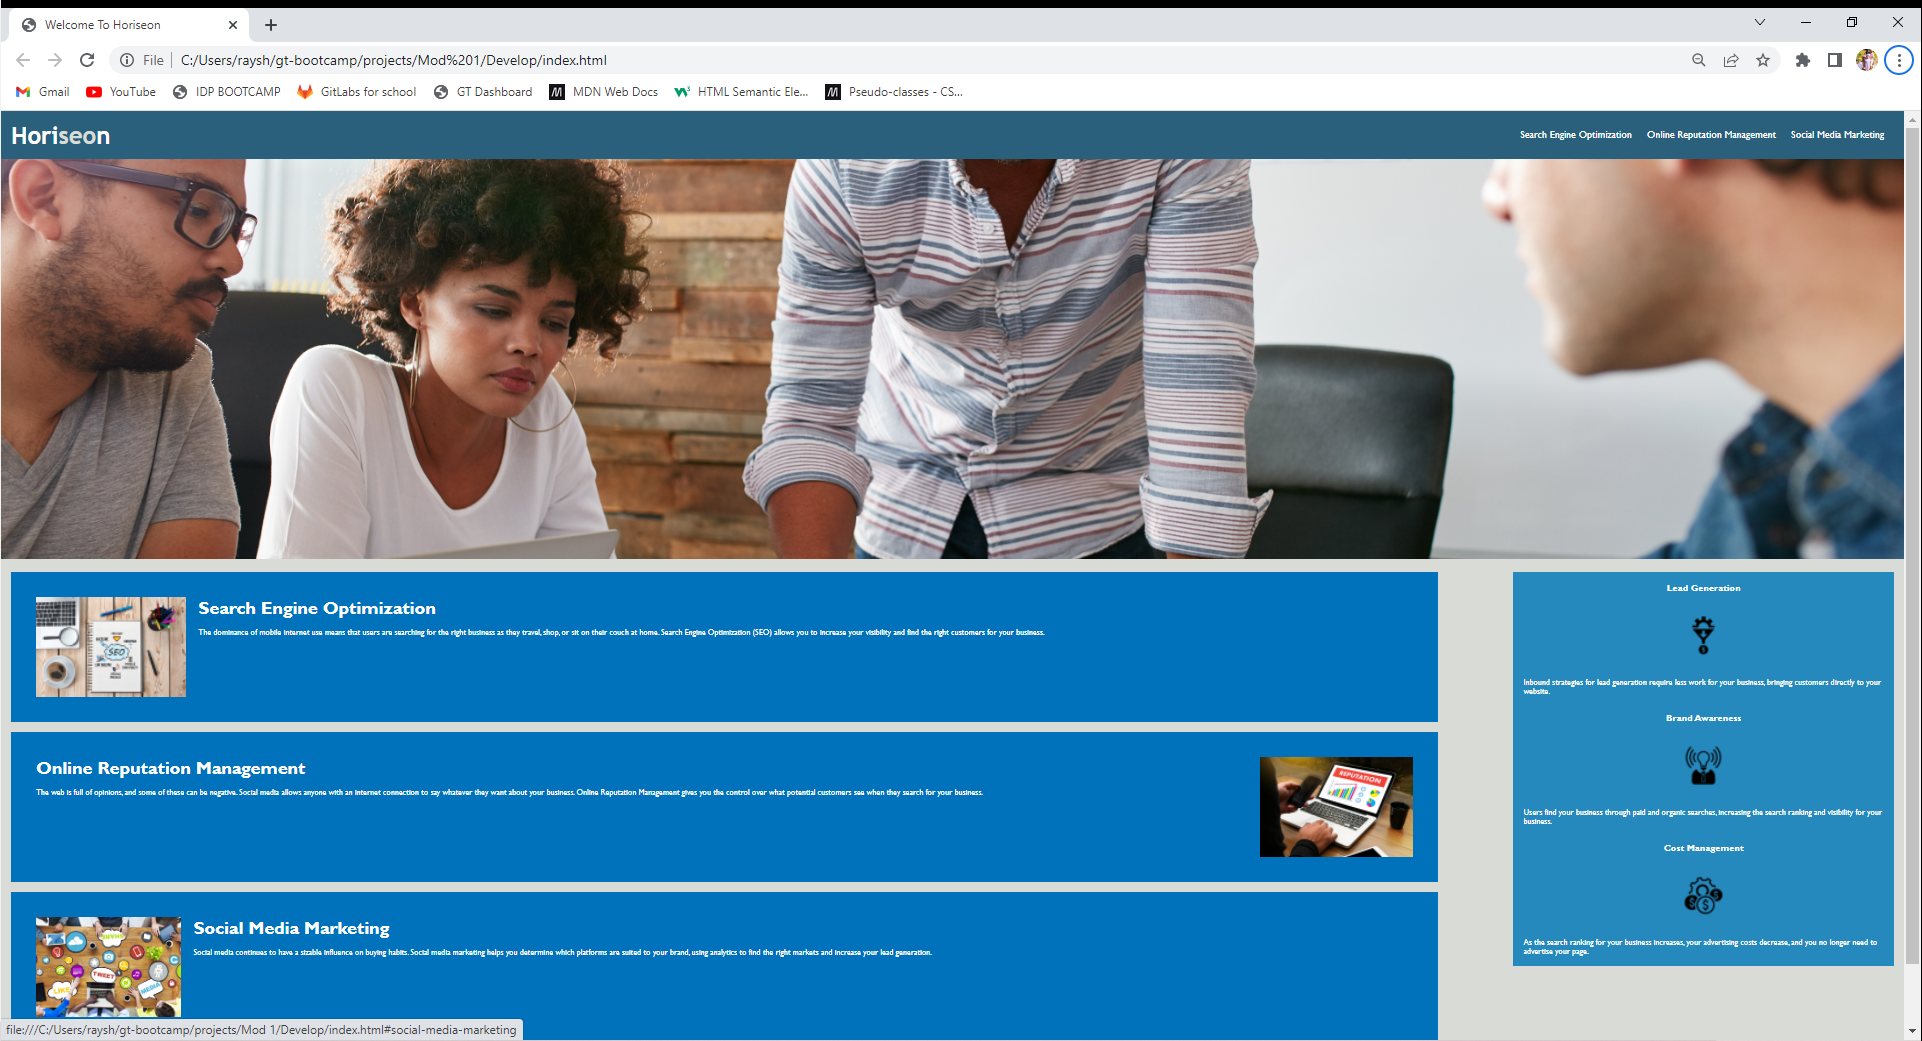 Welcome To Horiseon
File C:/Users/raysh/gt-bootcamp/projects/Mod%201/Develop/index.html
Gmail YouTube IDP BOOTCAMP GitLabs for school GT Dashboard MDN Web Docs HTML Semantic Ele... Pseudo-classes - CS...
Horiseon
Search Engine Optimization Online Reputation Management Social Media Marketing
SEO
Search Engine Optimization
The dominance of mobile internet use means that users are searching for the right business as they travel, shop, or sit on their couch at home. Search Engine Optimization (SEO) allows you to increase your visibility and find the right customers for your business.
Online Reputation Management
The web is full of opinions, and some of these can be negative. Social media allows anyone with an internet connection to say whatever they want about your business. Online Reputation Management gives you the control over what potential customers see when they search for your business.
REPUTATION
Social Media Marketing
Social media continues to have a sizable influence on buying habits. Social media marketing helps you determine which platforms are suited to your brand, using analytics to find the right markets and increase your lead generation.
TWEET
LIKE
MEDIA
Lead Generation
Inbound strategies for lead generation require less work for your business, bringing customers directly to your
website.
Brand Awareness
Users find your business through paid and organic searches, increasing the search ranking and visibility for your
business.
Cost Management
As the search ranking for your business increases, your advertising costs decrease, and you no longer need to
advertise your page.
file:///C:/Users/raysh/gt-bootcamp/projects/Mod 1/Develop/index.html#social-media-marketing